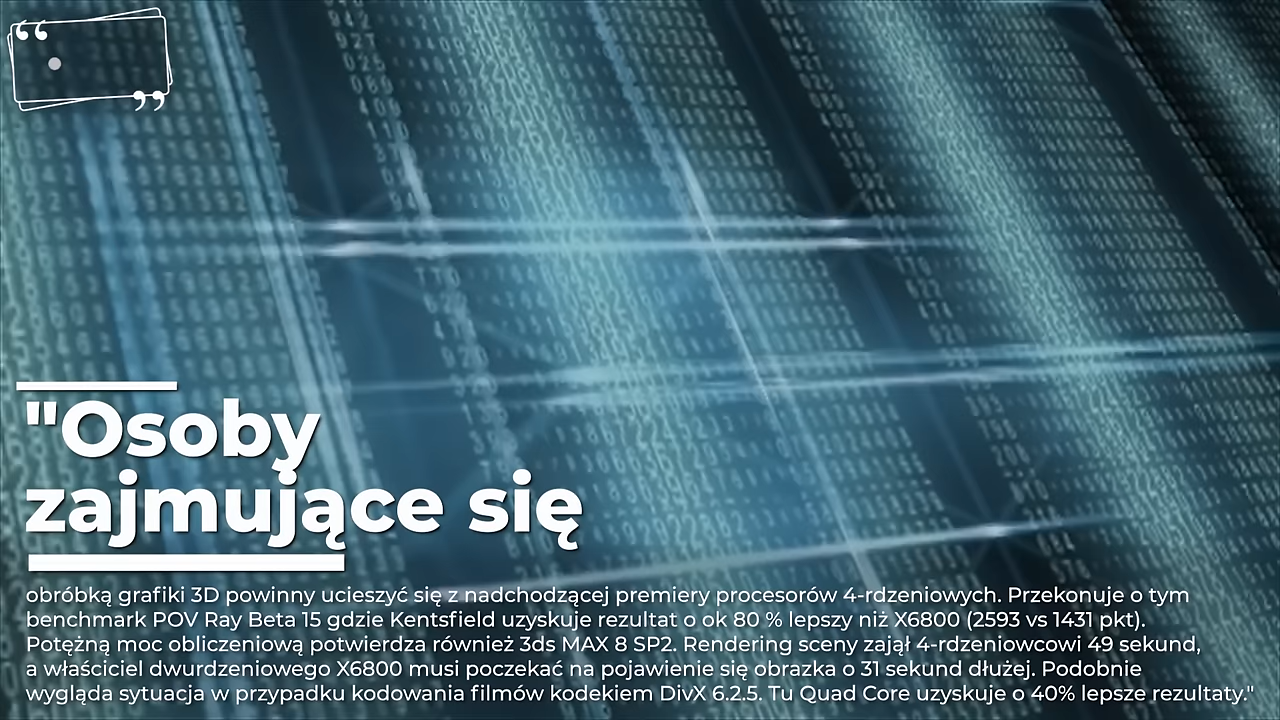 "Osoby
zajmujące się
obróbką grafiki 3D powinny ucieszyć się z nadchodzącej premiery procesorów 4-rdzeniowych. Przekonuje o tym
benchmark POV Ray Beta 15 gdzie Kentsfield uzyskuje rezultat o ok 80 % lepszy niż X6800 (2593 vs 1431 pkt).
Potężną moc obliczeniową potwierdza również 3ds MAX 8 SP2. Rendering sceny zajął 4-rdzeniowcowi 49 sekund,
a właściciel dwurdzeniowego X6800 musi poczekać na pojawienie się obrazka o 31 sekund dłużej. Podobnie
wygląda sytuacja w przypadku kodowania filmów kodekiem DivX 6.2.5. Tu Quad Core uzyskuje o 40% lepsze rezultaty."